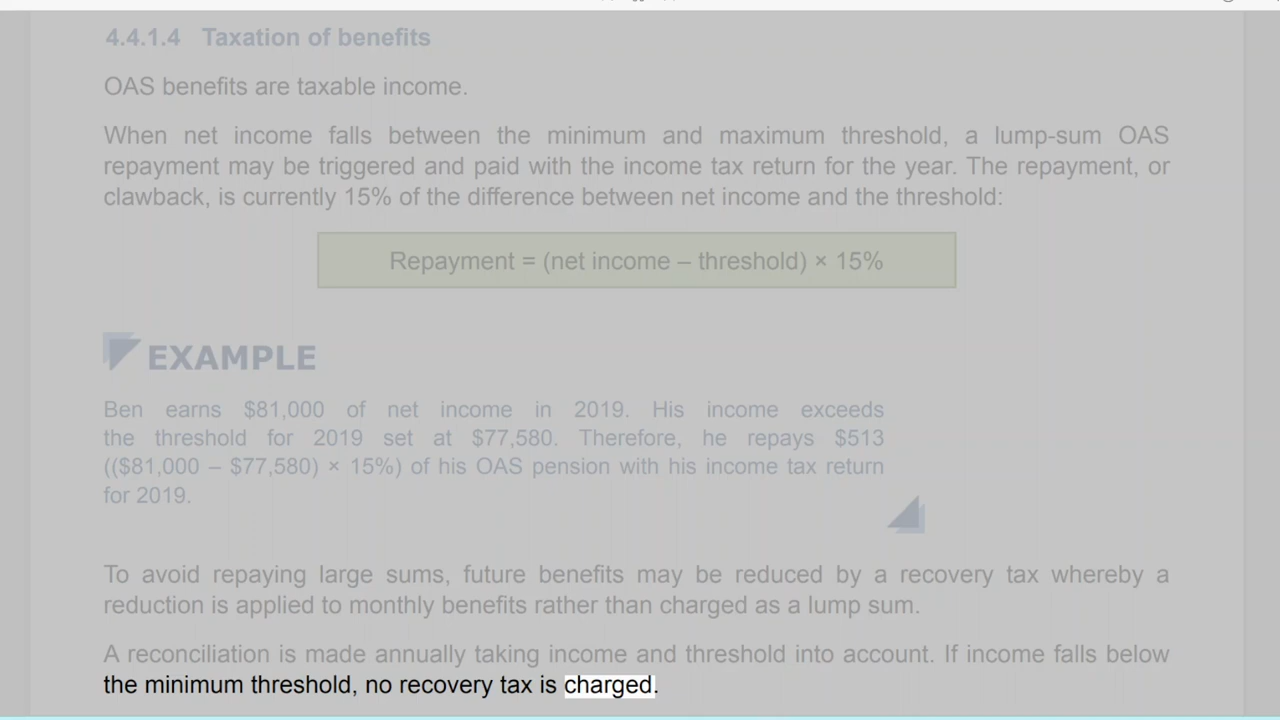 4.4.1.4 Taxation of benefits
OAS benefits are taxable income.
When net income falls between the minimum and maximum threshold, a lump-sum OAS
repayment may be triggered and paid with the income tax return for the year. The repayment, or
clawback, is currently 15% of the difference between net income and the threshold:
Repayment = (net income – threshold) × 15%
EXAMPLE
Ben earns $81,000 of net income in 2019. His income exceeds
the threshold for 2019 set at $77,580. Therefore, he repays $513
(($81,000 – $77,580) × 15%) of his OAS pension with his income tax return
for 2019.
To avoid repaying large sums, future benefits may be reduced by a recovery tax whereby a
reduction is applied to monthly benefits rather than charged as a lump sum.
A reconciliation is made annually taking income and threshold into account. If income falls below
the minimum threshold, no recovery tax is charged.